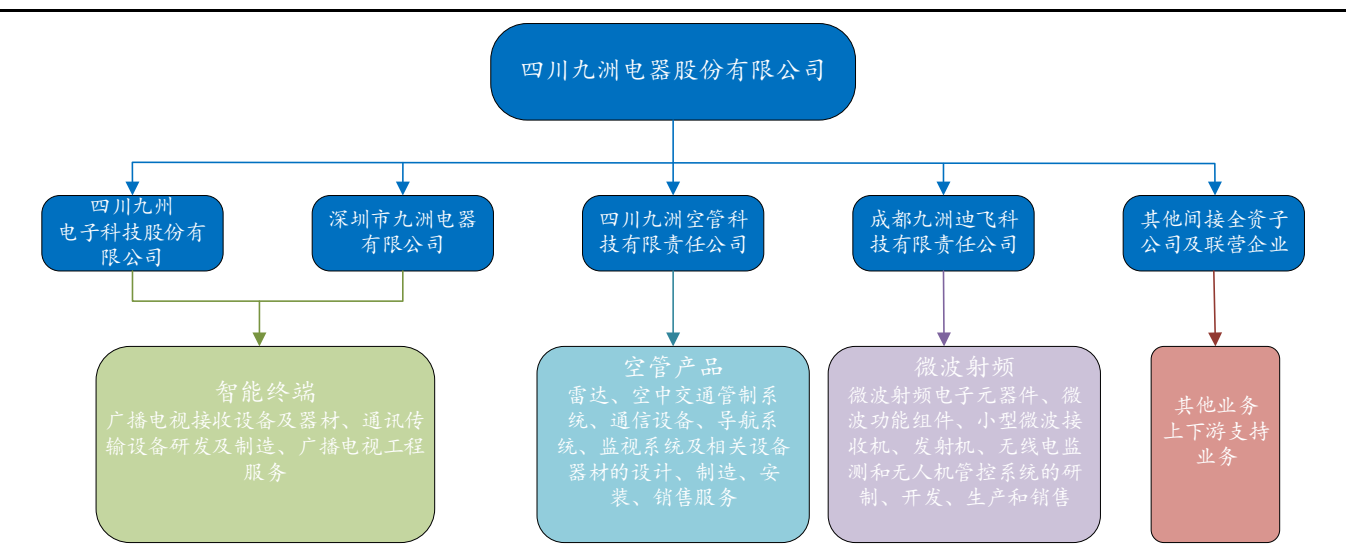 四川九洲电器股份有限公司
四川九州
电子科技股份有
限公司
深圳市九洲电器
有限公司
四川九洲空管科
技有限责任公司
成都九洲迪飞科
技有限责任公司
其他间接全资子
公司及联营企业
智能终端
广播电视接收设备及器材、通讯传
输设备研发及制造、广播电视工程
服务
空管产品
雷达、空中交通管制系
统、通信设备、导航系
统、监视系统及相关设备
器材的设计、制造、安
装、销售服务
微波射频
微波射频电子元器件、微
波功能组件、小型微波接
收机、发射机、无线电监
测和无人机管控系统的研
制、开发、生产和销售
其他业务
上下游支持
业务